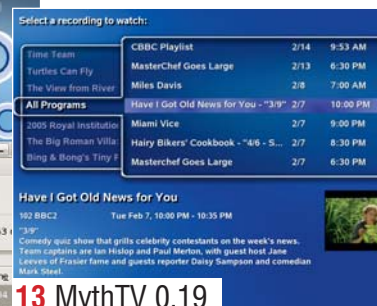 Select a recording to watch:
Time Team
Turtles Can Fly
The View from River
All Programs
2005 Royal Institution
The Big Roman Villa:
Bing & Bong's Tiny P
CBBC Playlist 2/14 9:53 AM
MasterChef Goes Large 2/13 6:30 PM
Miles Davis 2/8 7:00 AM
Have I Got Old News for You - "3/9" 2/7 10:00 PM
Miami Vice 2/7 9:00 PM
Hairy Bikers' Cookbook - "4/6 - S... 2/7 8:30 PM
Masterchef Goes Large 2/7 6:30 PM
Have I Got Old News for You
102 BBC2 Tue Feb 7, 10:00 PM - 10:35 PM
"3/9"
Comedy quiz show that grills celebrity contestants on the week's news.
Team captains are Ian Hislop and Paul Merton, with guest host Jane
Leeves of Frasier fame and guests reporter Daisy Sampson and comedian
Mark Steel.
13 MythTV 0.19